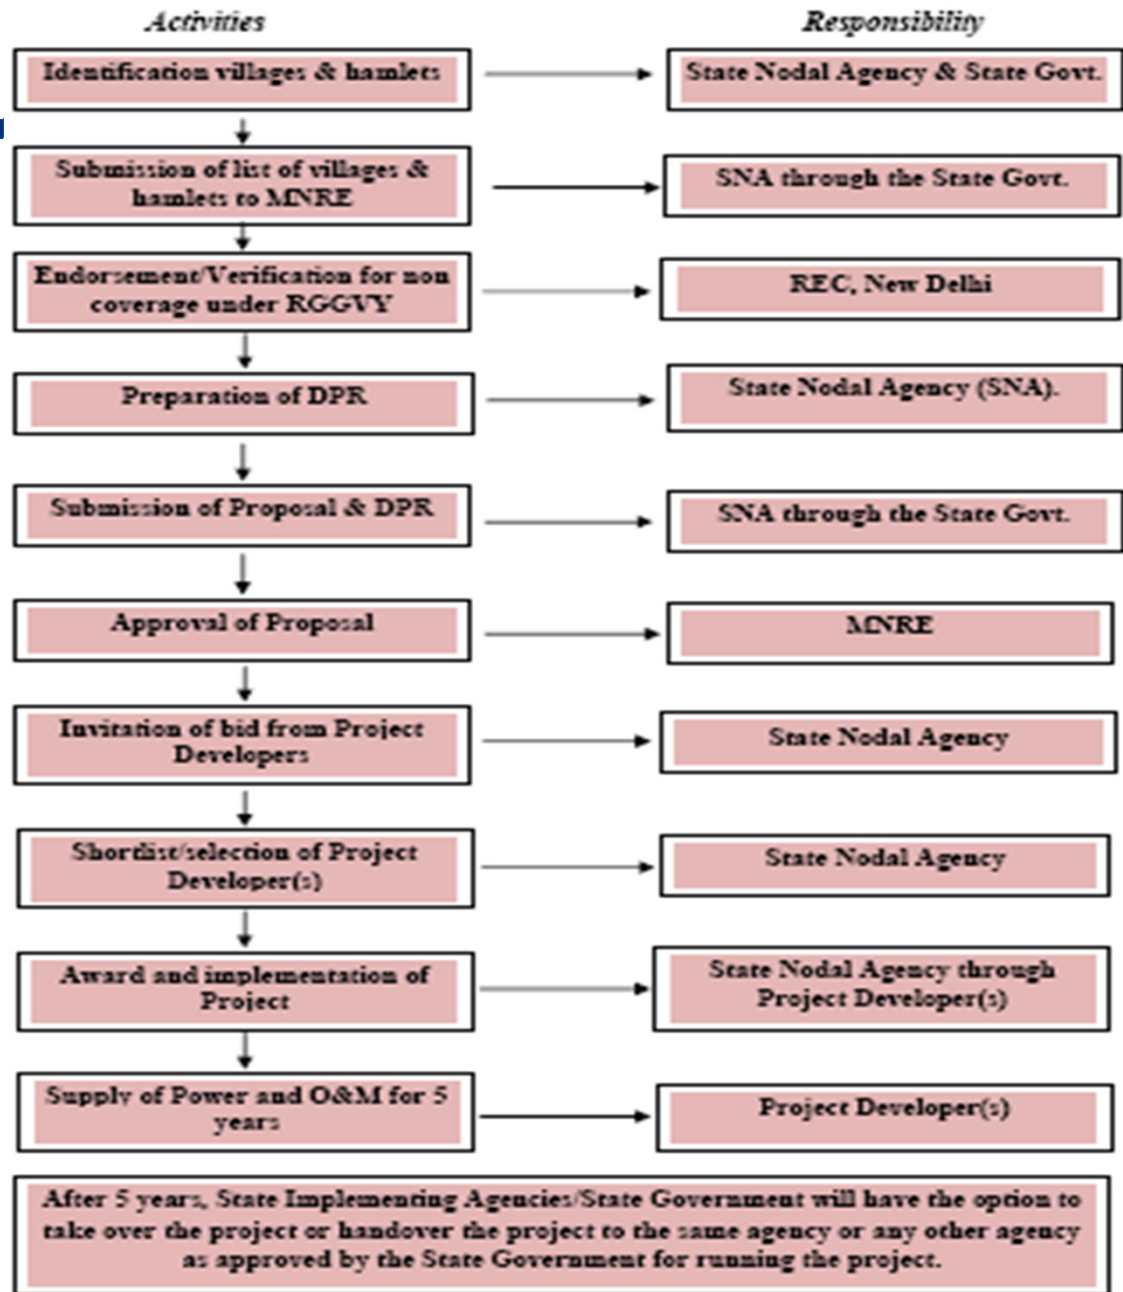 Activities
Responsibility
Identification villages & hamlets
State Nodal Agency & State Govt.
Submission of list of villages &
hamlets to MNRE
SNA through the State Govt.
Endorsement/Verification for non
coverage under RGGVY
REC, New Delhi
Preparation of DPR
State Nodal Agency (SNA).
Submission of Proposal & DPR
SNA through the State Govt.
Approval of Proposal
MNRE
Invitation of bid from Project
Developers
State Nodal Agency
Shortlist/selection of Project
Developer(s)
State Nodal Agency
Award and implementation of
Project
State Nodal Agency through
Project Developer(s)
Supply of Power and O&M for 5
years
Project Developer(s)
After 5 years, State Implementing Agencies/State Government will have the option to
take over the project or handover the project to the same agency or any other agency
as approved by the State Government for running the project.